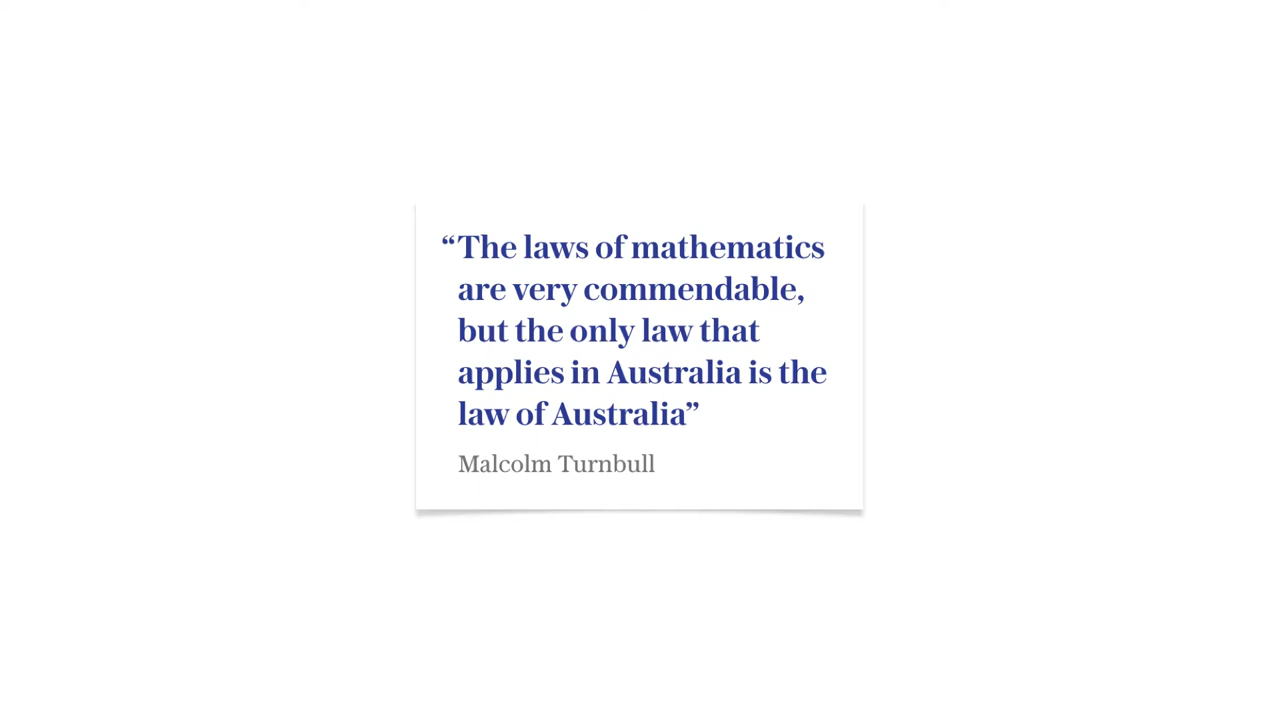 “The laws of mathematics
are very commendable,
but the only law that
applies in Australia is the
law of Australia”
Malcolm Turnbull